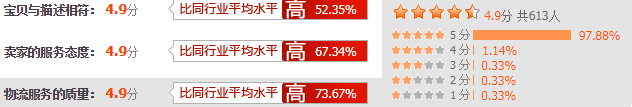 宝贝与描述相符： 4.9分 比同行业平均水平 高 52.35%
卖家的服务态度： 4.9分 比同行业平均水平 高 67.34%
物流服务的质量： 4.9分 比同行业平均水平 高 73.67%
4.9分 共613人
5分 97.88%
4分 1.14%
3分 0.33%
2分 0.33%
1分 0.33%